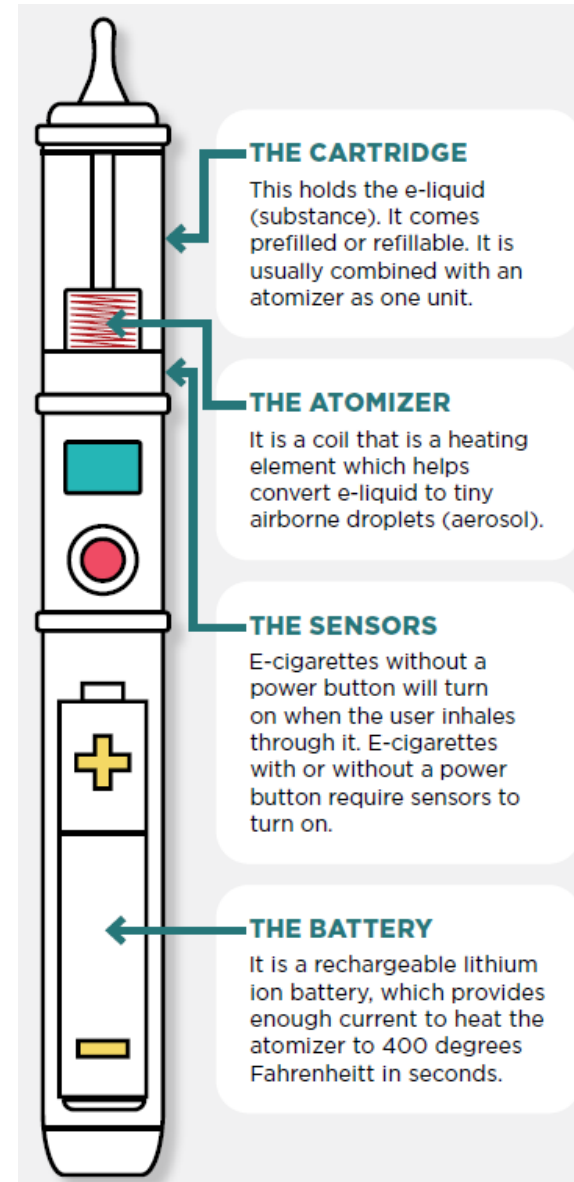 THE CARTRIDGE
This holds the e-liquid
(substance). It comes
prefilled or refillable. It is
usually combined with an
atomizer as one unit.
THE ATOMIZER
It is a coil that is a heating
element which helps
convert e-liquid to tiny
airborne droplets (aerosol).
THE SENSORS
E-cigarettes without a
power button will turn
on when the user inhales
through it. E-cigarettes
with or without a power
button require sensors to
turn on.
THE BATTERY
It is a rechargeable lithium
ion battery, which provides
enough current to heat the
atomizer to 400 degrees
Fahrenheitt in seconds.